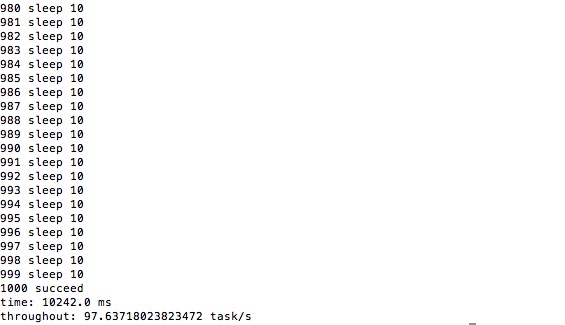 980 sleep 10
981 sleep 10
982 sleep 10
983 sleep 10
984 sleep 10
985 sleep 10
986 sleep 10
987 sleep 10
988 sleep 10
989 sleep 10
990 sleep 10
991 sleep 10
992 sleep 10
993 sleep 10
994 sleep 10
995 sleep 10
996 sleep 10
997 sleep 10
998 sleep 10
999 sleep 10
1000 succeed
time: 10242.0 ms
throughout: 97.63718023823472 task/s